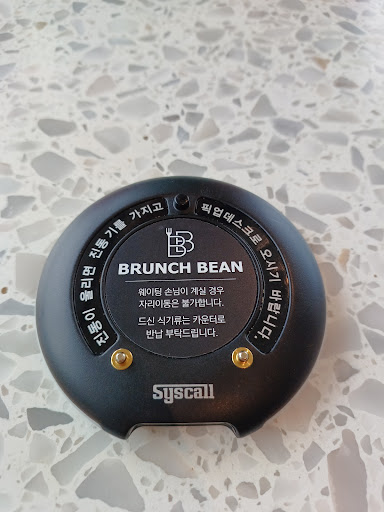 진동이 울리면 진동기를 가지고
픽업데스크로 오시기 바랍니다.
BB
BRUNCH BEAN
웨이팅 손님이 계실 경우
자리이동은 불가합니다.
드신 식기류는 카운터로
반납 부탁드립니다.
Syscall